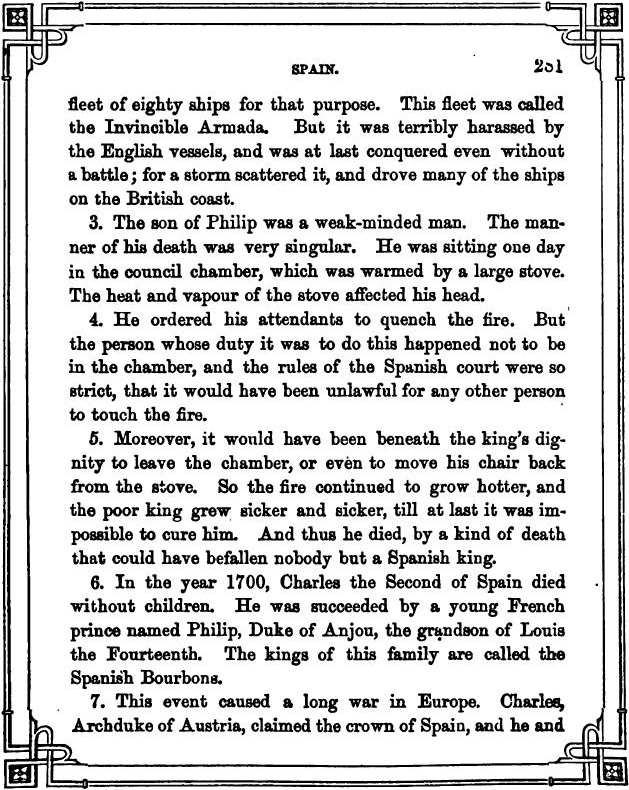 SPAIN. 251
fleet of eighty ships for that purpose. This fleet was called
the Invincible Armada. But it was terribly harassed by
the English vessels, and was at last conquered even without
a battle; for a storm scattered it, and drove many of the ships
on the British coast.
3. The son of Philip was a weak-minded man. The man-
ner of his death was very singular. He was sitting one day
in the council chamber, which was warmed by a large stove.
The heat and vapour of the stove affected his head.
4. He ordered his attendants to quench the fire. But
the person whose duty it was to do this happened not to be
in the chamber, and the rules of the Spanish court were so
strict, that it would have been unlawful for any other person
to touch the fire.
5. Moreover, it would have been beneath the king's dig-
nity to leave the chamber, or even to move his chair back
from the stove. So the fire continued to grow hotter, and
the poor king grew sicker and sicker, till at last it was im-
possible to cure him. And thus he died, by a kind of death
that could have befallen nobody but a Spanish king.
6. In the year 1700, Charles the Second of Spain died
without children. He was succeeded by a young French
prince named Philip, Duke of Anjou, the grandson of Louis
the Fourteenth. The kings of this family are called the
Spanish Bourbons.
7. This event caused a long war in Europe. Charles,
Archduke of Austria, claimed the crown of Spain, and he and